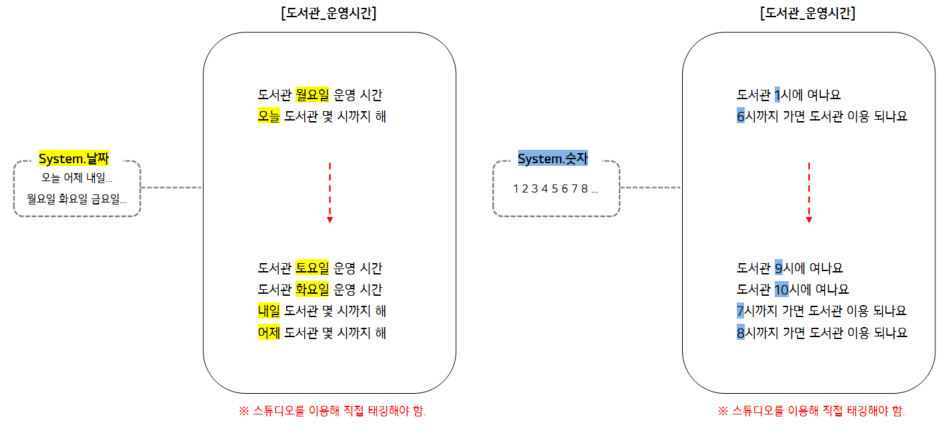 [도서관_운영시간]
도서관 월요일 운영 시간
오늘 도서관 몇 시까지 해
System.날짜
오늘 어제 내일...
월요일 화요일 금요일...
도서관 토요일 운영 시간
도서관 화요일 운영 시간
내일 도서관 몇 시까지 해
어제 도서관 몇 시까지 해
※ 스튜디오를 이용해 직접 태깅해야 함.
[도서관_운영시간]
도서관 1시에 여나요
6시까지 가면 도서관 이용 되나요
System.숫자
1 2 3 4 5 6 7 8 ...
도서관 9시에 여나요
도서관 10시에 여나요
7시까지 가면 도서관 이용 되나요
8시까지 가면 도서관 이용 되나요
※ 스튜디오를 이용해 직접 태깅해야 함.